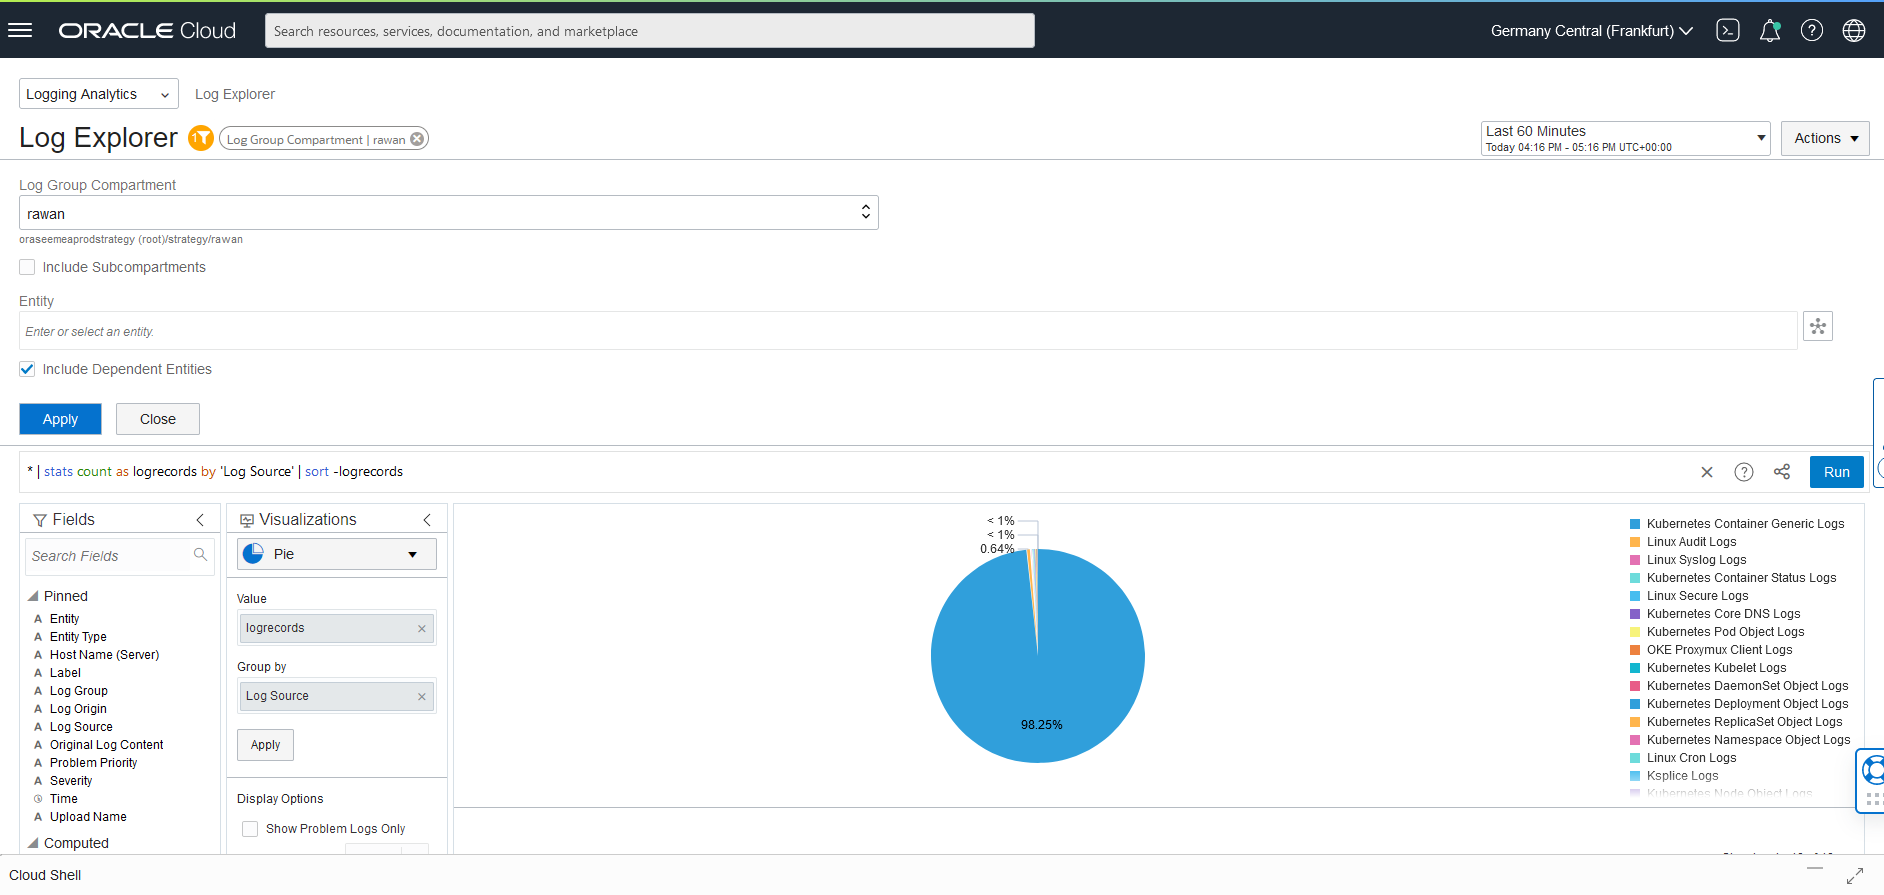 ORACLE Cloud
Search resources, services, documentation, and marketplace
Germany Central (Frankfurt)
Logging Analytics
Log Explorer
Log Explorer
1
Log Group Compartment | rawan
Last 60 Minutes
Today 04:16 PM - 05:16 PM UTC+00:00
Actions
Log Group Compartment
rawan
oraseemeaprodstrategy (root)/strategy/rawan
Include Subcompartments
Entity
Enter or select an entity.
Include Dependent Entities
Apply
Close
* | stats count as logrecords by 'Log Source' | sort -logrecords
Run
Fields
Search Fields
Pinned
A Entity
A Entity Type
A Host Name (Server)
A Label
A Log Group
A Log Origin
A Log Source
A Original Log Content
A Problem Priority
A Severity
Time
A Upload Name
Computed
Visualizations
Pie
Value
logrecords
Group by
Log Source
Apply
Display Options
Show Problem Logs Only
< 1%
< 1%
0.64%
98.25%
Kubernetes Container Generic Logs
Linux Audit Logs
Linux Syslog Logs
Kubernetes Container Status Logs
Linux Secure Logs
Kubernetes Core DNS Logs
Kubernetes Pod Object Logs
OKE Proxymux Client Logs
Kubernetes Kubelet Logs
Kubernetes DaemonSet Object Logs
Kubernetes Deployment Object Logs
Kubernetes ReplicaSet Object Logs
Kubernetes Namespace Object Logs
Linux Cron Logs
Ksplice Logs
Kubernetes Node Object Logs
Cloud Shell